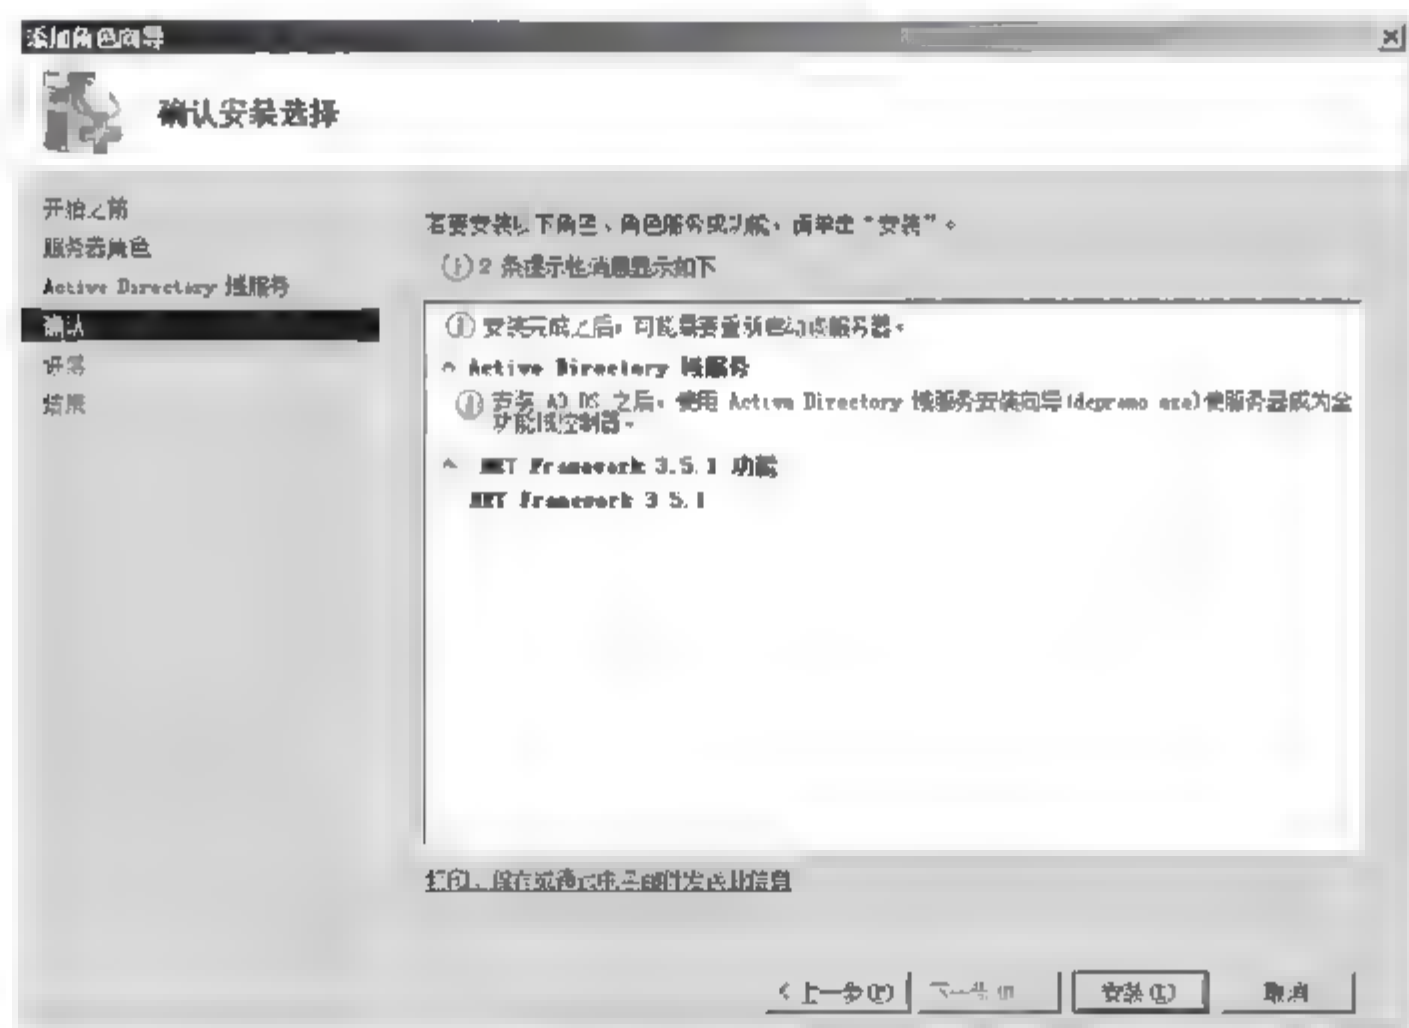 添加角色向导
确认安装选择
开始之前
服务器角色
Active Directory 域服务
确认
进度
结果
若要安装以下角色、角色服务或功能，请单击“安装”。
2 条提示性消息显示如下
安装完成之后，可能需要重新启动该服务器。
Active Directory 域服务
安装 AD DS 之后，使用 Active Directory 域服务安装向导(dcpromo.exe)使服务器成为全
功能域控制器。
.NET Framework 3.5.1 功能
.NET Framework 3.5.1
打印、保存或通过电子邮件发送此信息
< 上一步(P)
下一步(N)
安装(I)
取消